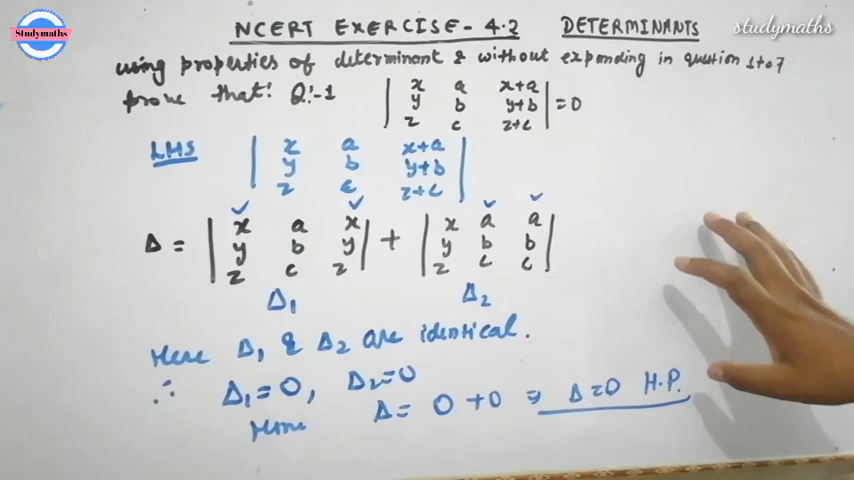 Studymaths
studymaths
NCERT EXERCISE-4.2 DETERMINANTS
using properties of determinant & without expanding in question 1 to 7
prove that! Q!-1 | x a x+a | = 0
y b y+b
z c z+c
LHS | x a x+a |
y b y+b
z c z+c
Δ = | x a x | + | x a a |
y b y y b b
z c z z c c
Δ1 Δ2
Here Δ1 & Δ2 are identical.
∴ Δ1=0, Δ2=0
Δ = 0+0 ⇒ Δ=0 H.P.